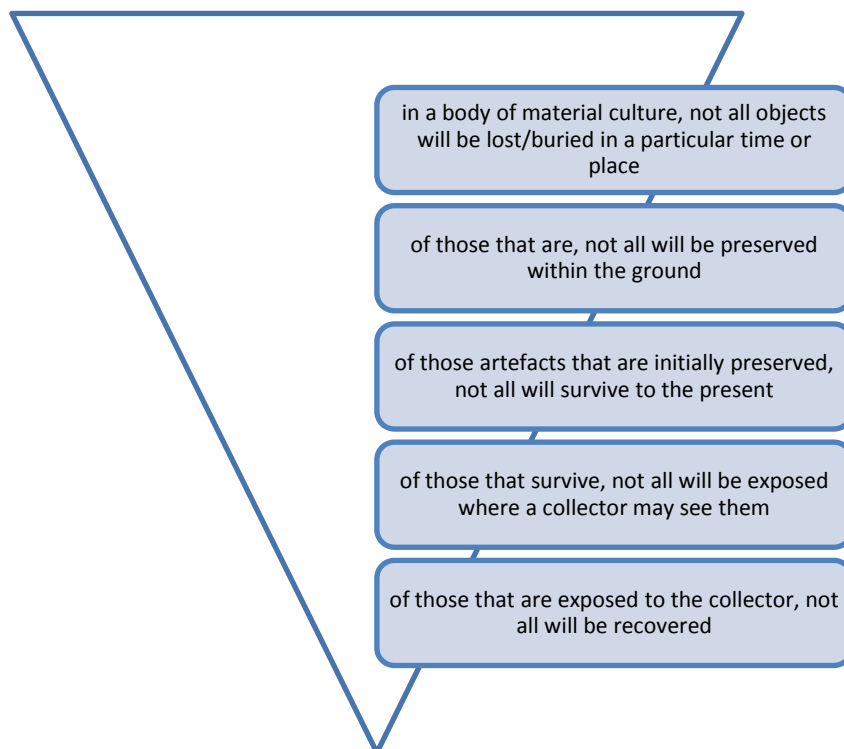 in a body of material culture, not all objects
will be lost/buried in a particular time or
place
of those that are, not all will be preserved
within the ground
of those artefacts that are initially preserved,
not all will survive to the present
of those that survive, not all will be exposed
where a collector may see them
of those that are exposed to the collector, not
all will be recovered